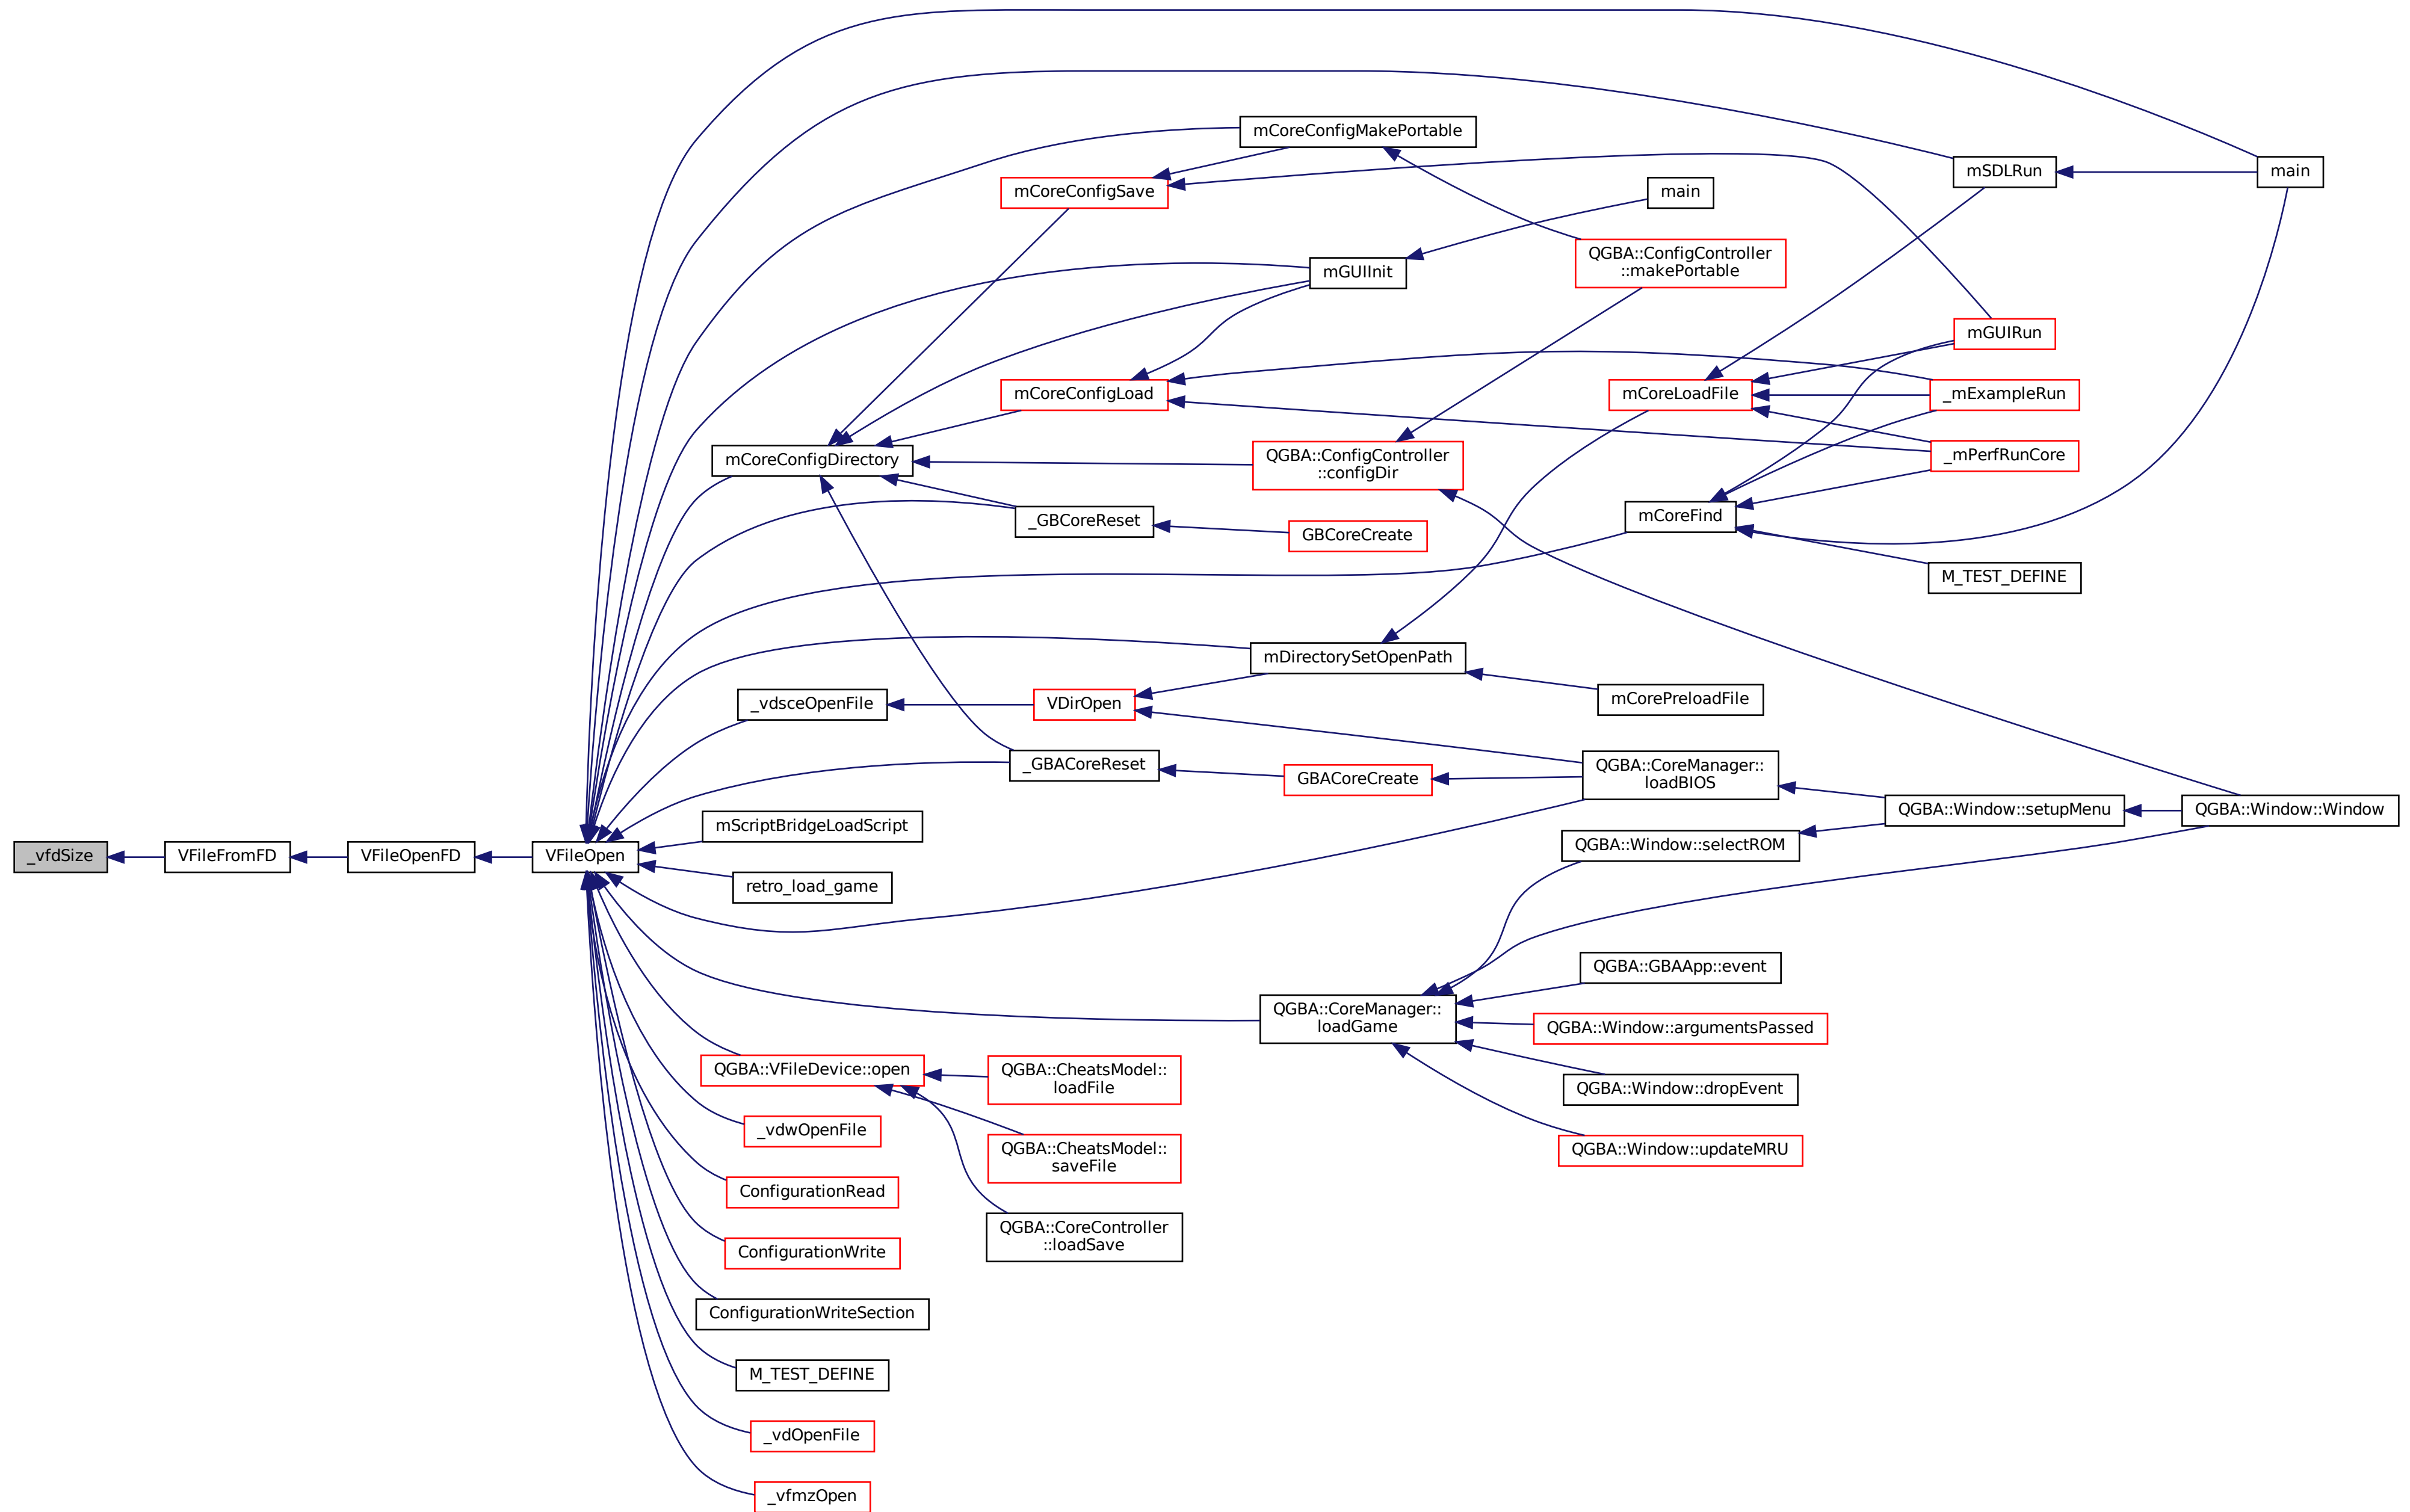 mCoreConfigMakePortable
mSDLRun
main
mCoreConfigSave
main
QGBA::ConfigController
::makePortable
mGUIInit
mGUIRun
mCoreConfigLoad
mCoreLoadFile
_mExampleRun
mCoreConfigDirectory
QGBA::ConfigController
::configDir
_mPerfRunCore
_GBCoreReset
GBCoreCreate
mCoreFind
M_TEST_DEFINE
mDirectorySetOpenPath
_vdsceOpenFile
VDirOpen
mCorePreloadFile
_GBACoreReset
GBACoreCreate
QGBA::CoreManager::
loadBIOS
mScriptBridgeLoadScript
QGBA::Window::setupMenu
QGBA::Window::Window
_vfdSize
VFileFromFD
VFileOpenFD
VFileOpen
QGBA::Window::selectROM
retro_load_game
QGBA::GBAApp::event
QGBA::CoreManager::
loadGame
QGBA::Window::argumentsPassed
QGBA::VFileDevice::open
QGBA::CheatsModel::
loadFile
QGBA::Window::dropEvent
_vdwOpenFile
QGBA::CheatsModel::
saveFile
QGBA::Window::updateMRU
ConfigurationRead
QGBA::CoreController
::loadSave
ConfigurationWrite
ConfigurationWriteSection
M_TEST_DEFINE
_vdOpenFile
_vfmzOpen